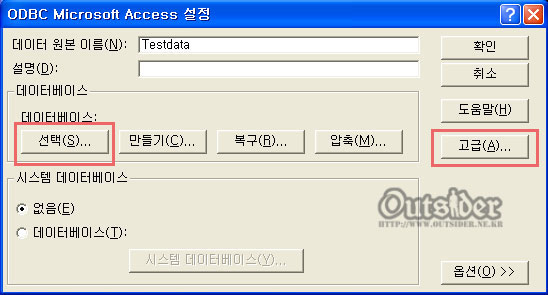 ODBC Microsoft Access 설정
데이터 원본 이름(N): Testdata
확인
설명(D):
취소
데이터베이스
도움말(H)
데이터베이스:
선택(S)... 만들기(C)... 복구(R)... 압축(M)...
고급(A)...
시스템 데이터베이스
없음(E)
데이터베이스(T):
시스템 데이터베이스(Y)...
Outsider
HTTP://WWW.OUTSIDER.NE.KR
옵션(O) >>